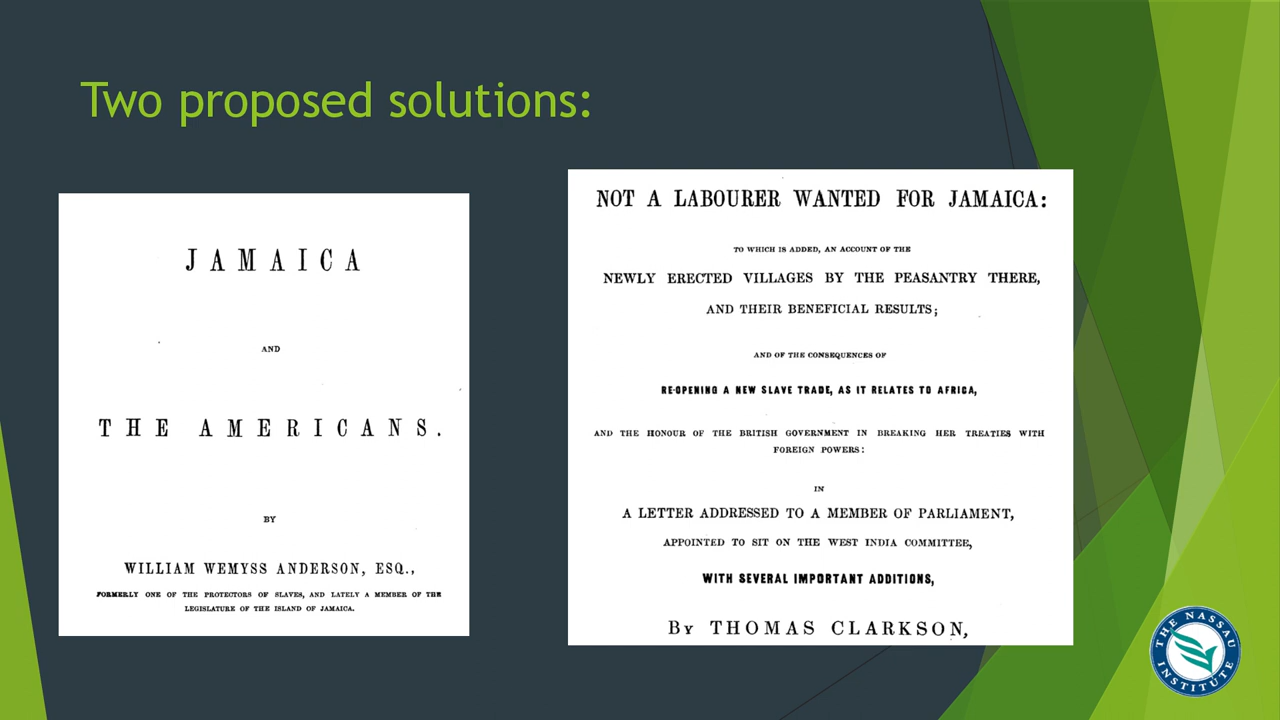 Two proposed solutions:
JAMAICA
AND
THE AMERICANS.
BY
WILLIAM WEMYSS ANDERSON, ESQ.,
FORMERLY ONE OF THE PROTECTORS OF SLAVES, AND LATELY A MEMBER OF THE
LEGISLATURE OF THE ISLAND OF JAMAICA.
NOT A LABOURER WANTED FOR JAMAICA:
TO WHICH IS ADDED, AN ACCOUNT OF THE
NEWLY ERECTED VILLAGES BY THE PEASANTRY THERE,
AND THEIR BENEFICIAL RESULTS;
AND OF THE CONSEQUENCES OF
RE-OPENING A NEW SLAVE TRADE, AS IT RELATES TO AFRICA,
AND THE HONOUR OF THE BRITISH GOVERNMENT IN BREAKING HER TREATIES WITH
FOREIGN POWERS:
IN
A LETTER ADDRESSED TO A MEMBER OF PARLIAMENT,
APPOINTED TO SIT ON THE WEST INDIA COMMITTEE,
WITH SEVERAL IMPORTANT ADDITIONS,
By THOMAS CLARKSON,
THE NASSAU
INSTITUTE